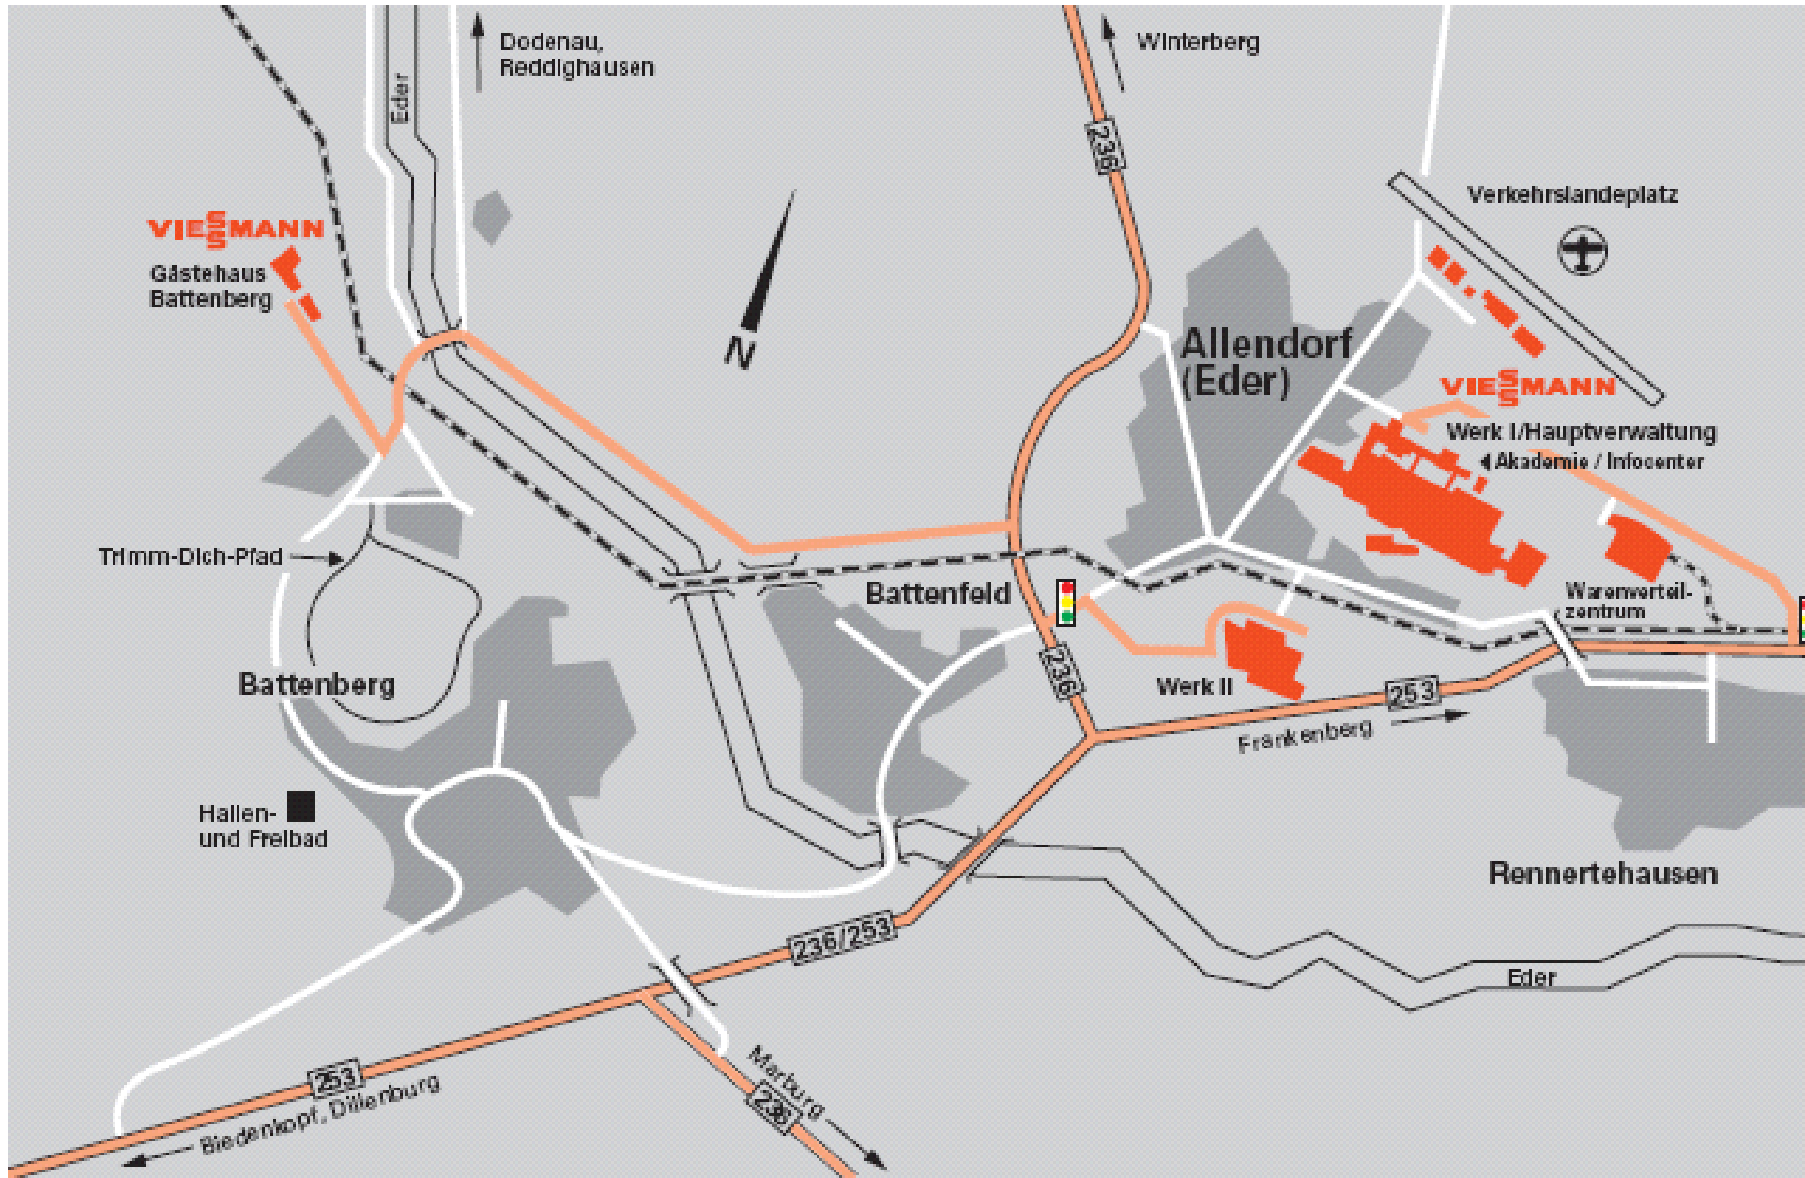 Dodenau,
Reddighausen
Winterberg
Eder
236
Verkehrslandeplatz
VIESSMANN
Gästehaus
Battenberg
N
Allendorf
(Eder)
VIESSMANN
Werk I/Hauptverwaltung
Akademie / Infocenter
Trimm-Dich-Pfad
Battenfeld
Warenverteil-
zentrum
Battenberg
236
Werk II
253
Frankenberg
Hallen-
und Freibad
Rennertehausen
236/253
Eder
253
Biedenkopf, Dillenburg
Marburg
236